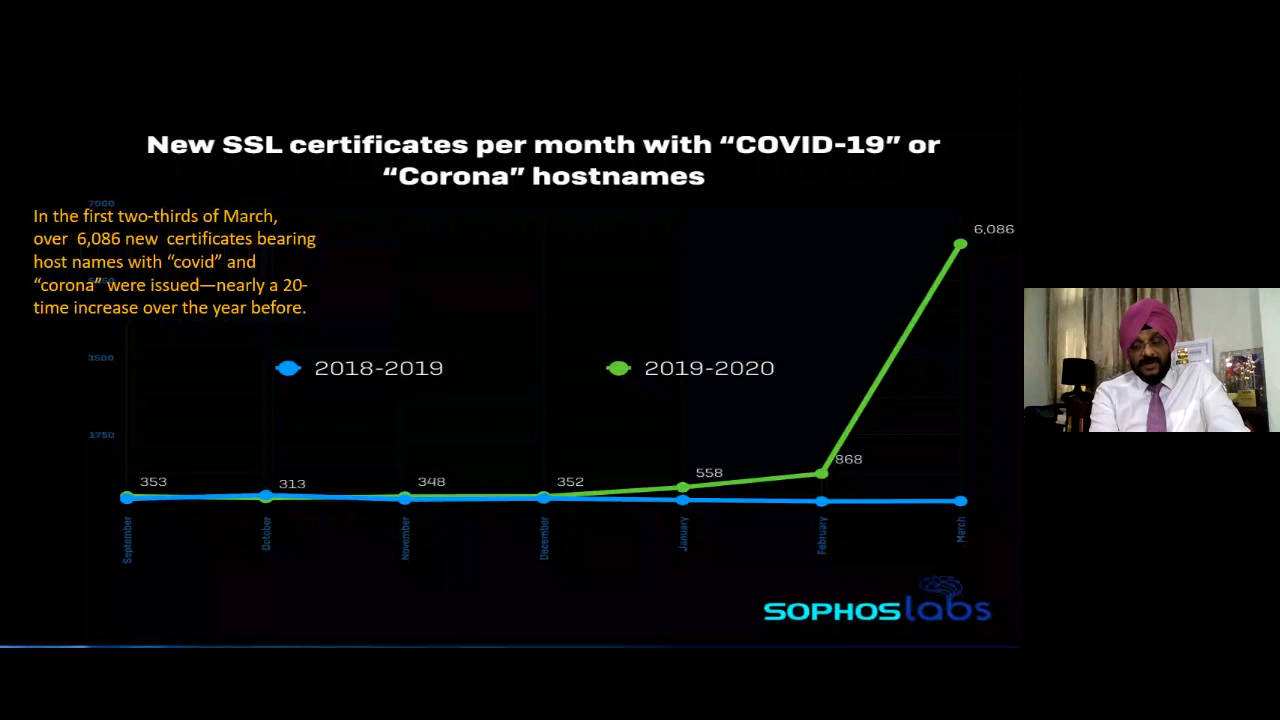 New SSL certificates per month with “COVID-19” or
“Corona” hostnames
7000
In the first two-thirds of March,
over 6,086 new certificates bearing
host names with “covid” and
“corona” were issued—nearly a 20-
time increase over the year before.
6,086
3500
2018-2019
2019-2020
1750
353
313
348
352
558
868
September
October
November
December
January
February
March
SOPHOSlabs